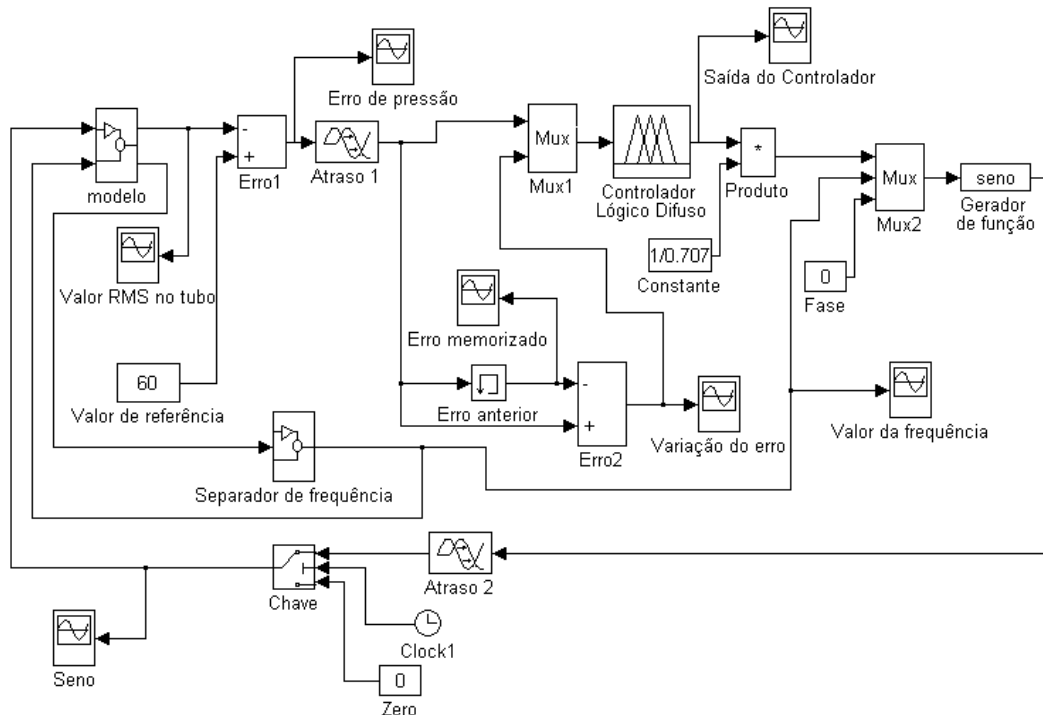 Saída do Controlador
Erro de pressão
modelo
-
+
Erro1
Atraso 1
Mux
Mux1
Controlador
Lógico Difuso
*
Produto
Mux
Mux2
seno
Gerador
de função
1/0.707
Constante
0
Fase
Valor RMS no tubo
Erro memorizado
60
Valor de referência
Erro anterior
-
+
Erro2
Variação do erro
Valor da frequência
Separador de frequência
Chave
Atraso 2
Seno
Clock1
0
Zero